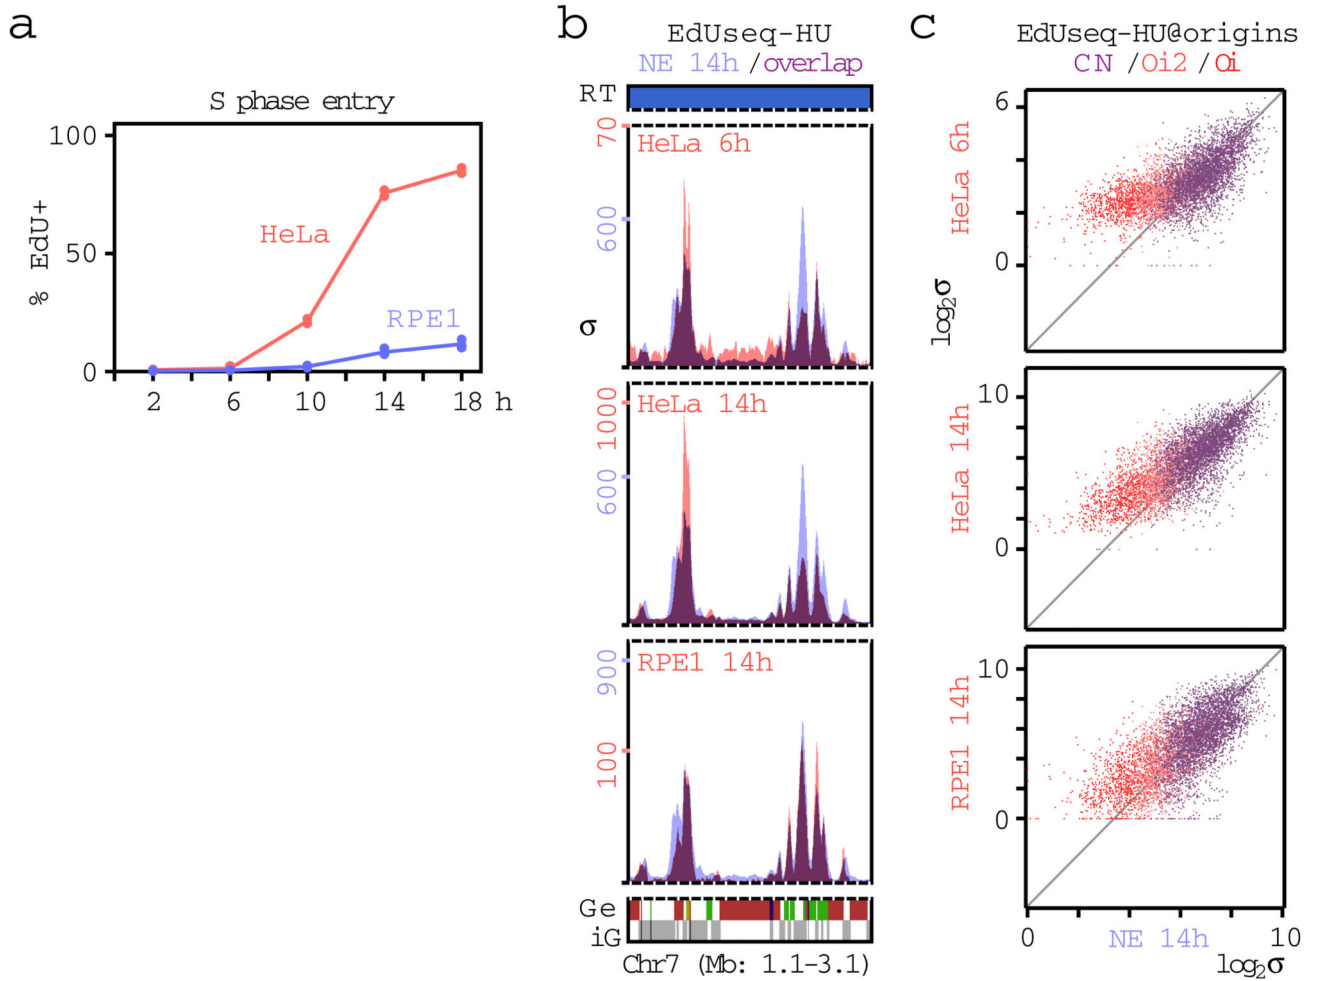 a
S phase entry
100
50
0
% EdU+
HeLa
RPE1
2 6 10 14 18 h
b
EdUseq-HU
NE 14h /overlap
RT
70
600
HeLa 6h
σ
1000
600
HeLa 14h
900
100
RPE1 14h
Ge
iG
Chr7 (Mb: 1.1-3.1)
c
EdUseq-HU@origins
CN /Oi2 /Oi
6
0
HeLa 6h
log2σ
10
0
HeLa 14h
10
0
RPE1 14h
0 NE 14h 10
log2σ